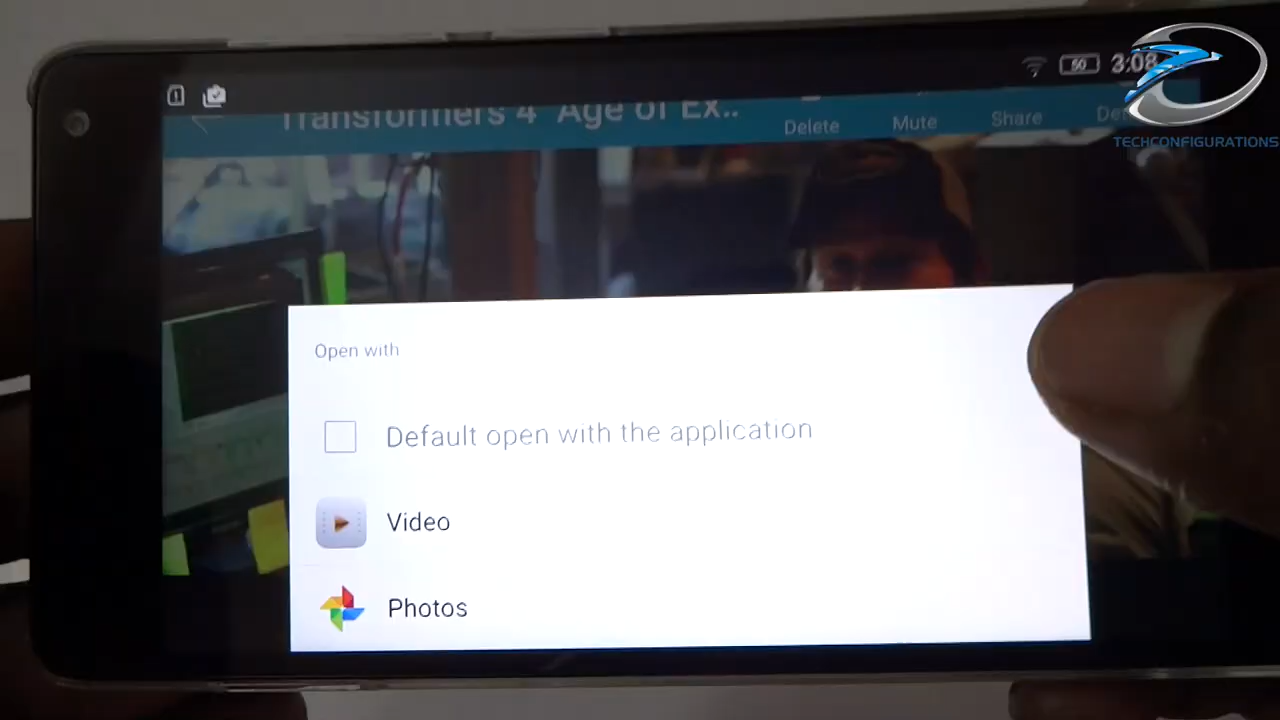 50 3:08
TECHCONFIGURATIONS
Transformers 4 Age of Ex..
Delete Mute Share
Open with
Default open with the application
Video
Photos